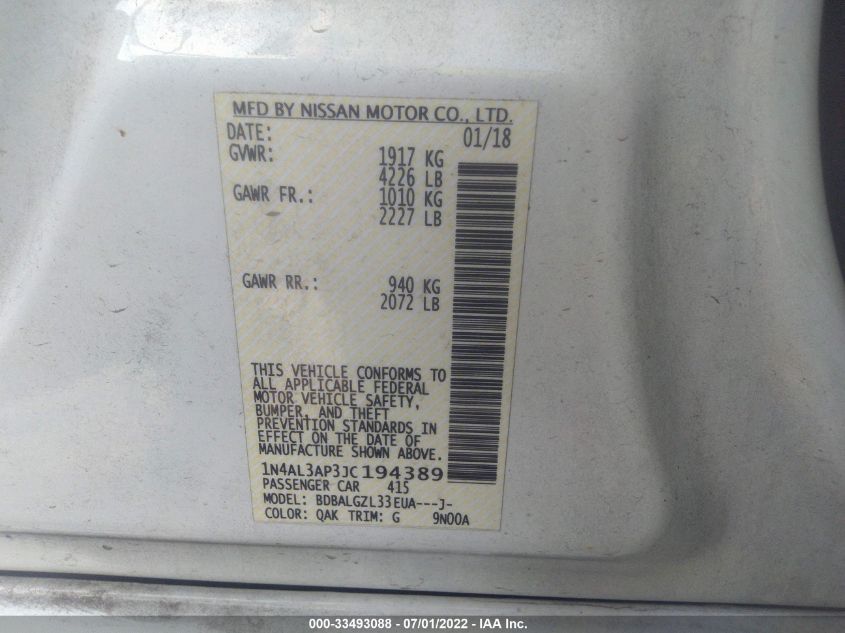 MFD BY NISSAN MOTOR CO., LTD.
DATE: 01/18
GVWR: 1917 KG
4226 LB
GAWR FR.: 1010 KG
2227 LB
GAWR RR.: 940 KG
2072 LB
THIS VEHICLE CONFORMS TO
ALL APPLICABLE FEDERAL
MOTOR VEHICLE SAFETY,
BUMPER, AND THEFT
PREVENTION STANDARDS IN
EFFECT ON THE DATE OF
MANUFACTURE SHOWN ABOVE.
1N4AL3AP3JC194389
PASSENGER CAR 415
MODEL: BDBALGZL33EUA---J-
COLOR: QAK TRIM: G 9N00A
000-33493088 - 07/01/2022 - IAA Inc.